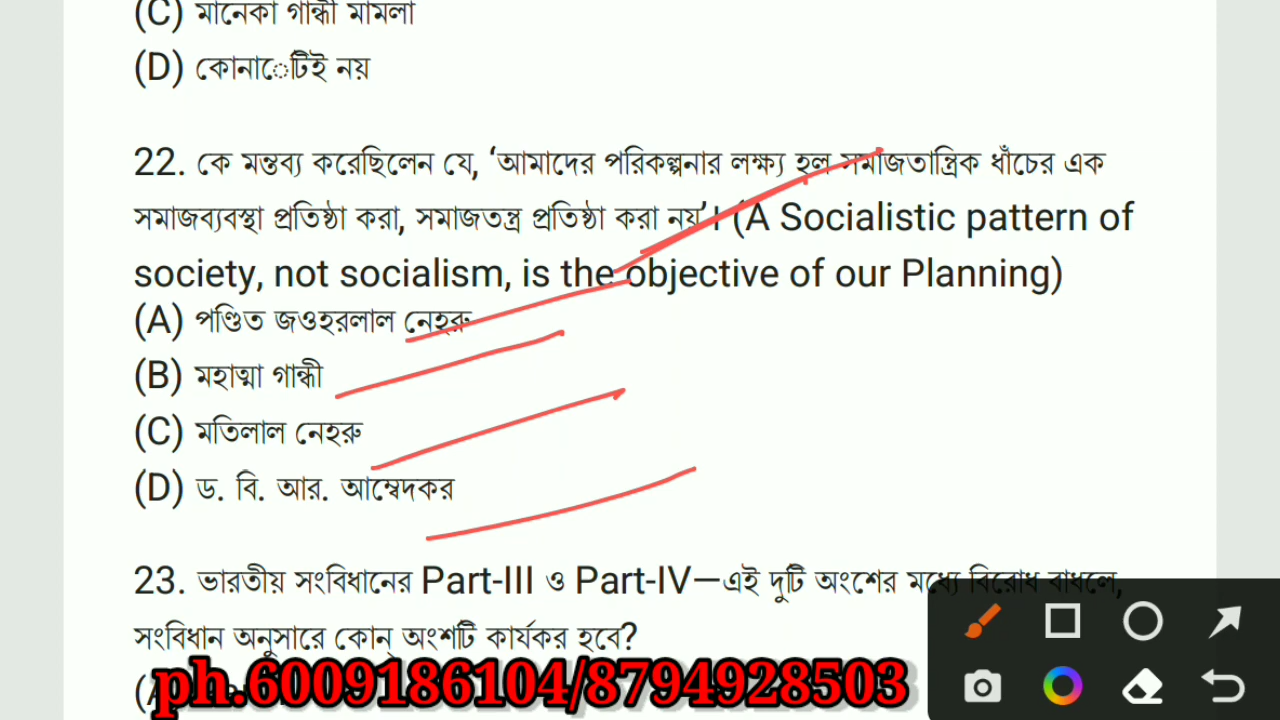 (C) মানেকা গান্ধী মামলা
(D) কোনােটিই নয়
22. কে মন্তব্য করেছিলেন যে, ‘আমাদের পরিকল্পনার লক্ষ্য হল সমাজতান্ত্রিক ধাঁচের এক
সমাজব্যবস্থা প্রতিষ্ঠা করা, সমাজতন্ত্র প্রতিষ্ঠা করা নয়’। (A Socialistic pattern of
society, not socialism, is the objective of our Planning)
(A) পণ্ডিত জওহরলাল নেহরু
(B) মহাত্মা গান্ধী
(C) মতিলাল নেহরু
(D) ড. বি. আর. আম্বেদকর
23. ভারতীয় সংবিধানের Part-III ও Part-IV—এই দুটি অংশের মধ্যে বিরোধ বাধলে,
সংবিধান অনুসারে কোন্ অংশটি কার্যকর হবে?
ph.6009186104/8794928503